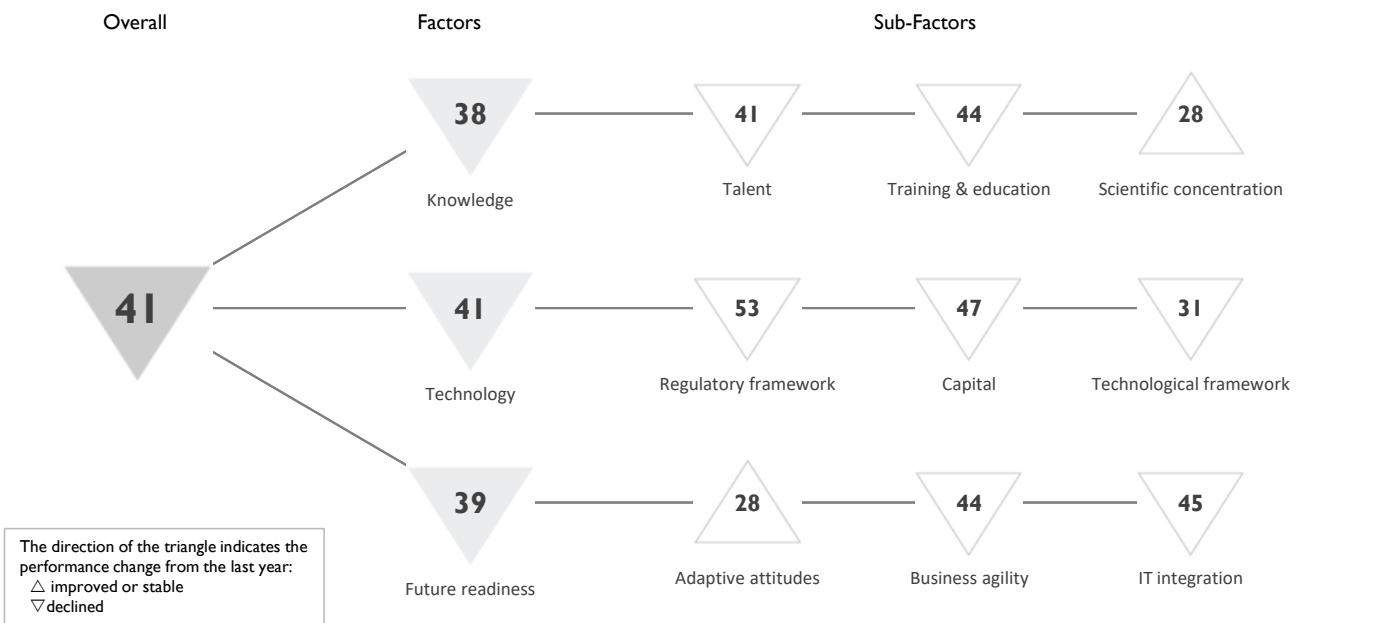 Overall Factors Sub-Factors
38 41 44 28
Knowledge Talent Training & education Scientific concentration
41 41 53 47 31
Technology Regulatory framework Capital Technological framework
39 28 44 45
Future readiness Adaptive attitudes Business agility IT integration
The direction of the triangle indicates the
performance change from the last year:
△ improved or stable
▽ declined